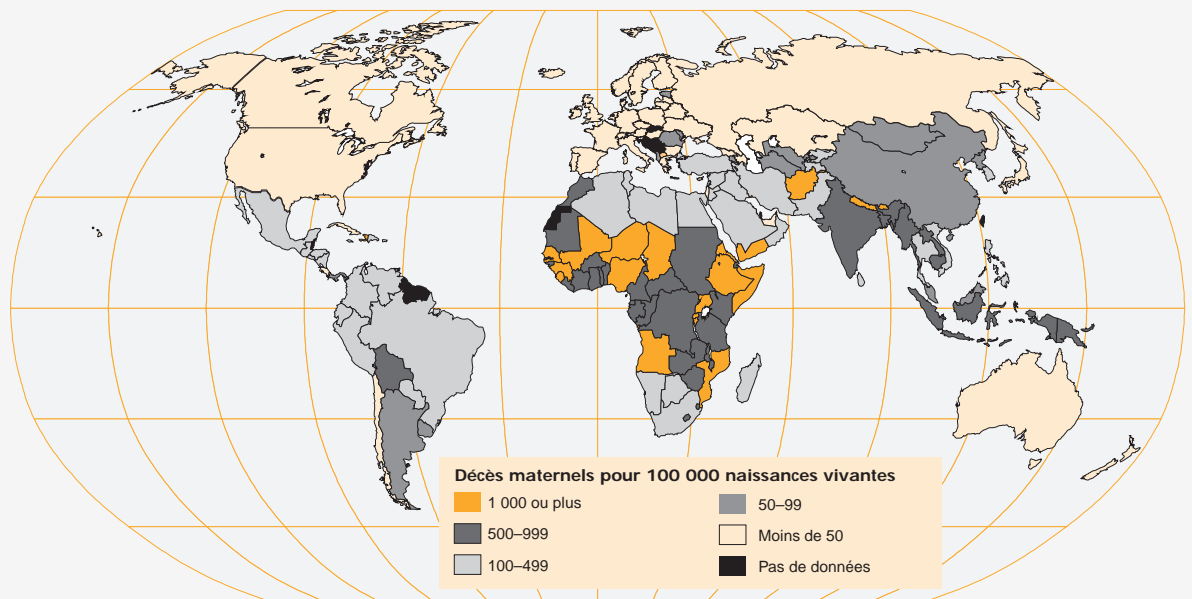 Décès maternels pour 100 000 naissances vivantes
1 000 ou plus
500–999
100–499
50–99
Moins de 50
Pas de données